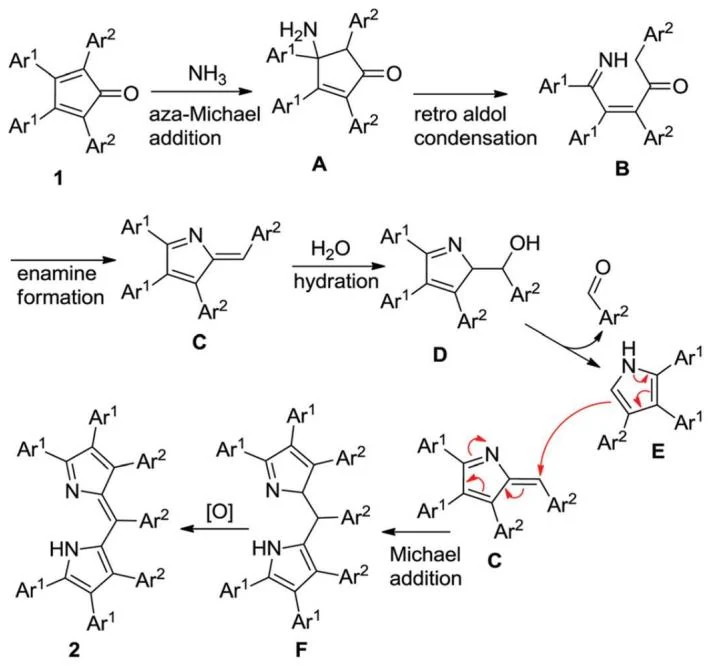 Ar¹
Ar²
O
Ar¹
Ar²
1
NH₃
aza-Michael
addition
H₂N
Ar¹
Ar²
O
Ar¹
Ar²
A
retro aldol
condensation
Ar²
NH
Ar¹
O
Ar¹
Ar²
B
enamine
formation
Ar¹
N
Ar²
Ar¹
Ar²
C
H₂O
hydration
Ar¹
N
OH
Ar¹
Ar²
Ar²
D
O
Ar²
H
N
Ar¹
Ar¹
Ar²
E
Ar¹
N
Ar¹
Ar²
Ar²
C
Michael
addition
Ar¹
Ar¹
Ar²
N
Ar²
HN
Ar¹
Ar²
Ar¹
F
[O]
Ar¹
Ar¹
Ar²
N
Ar²
HN
Ar¹
Ar²
Ar¹
2